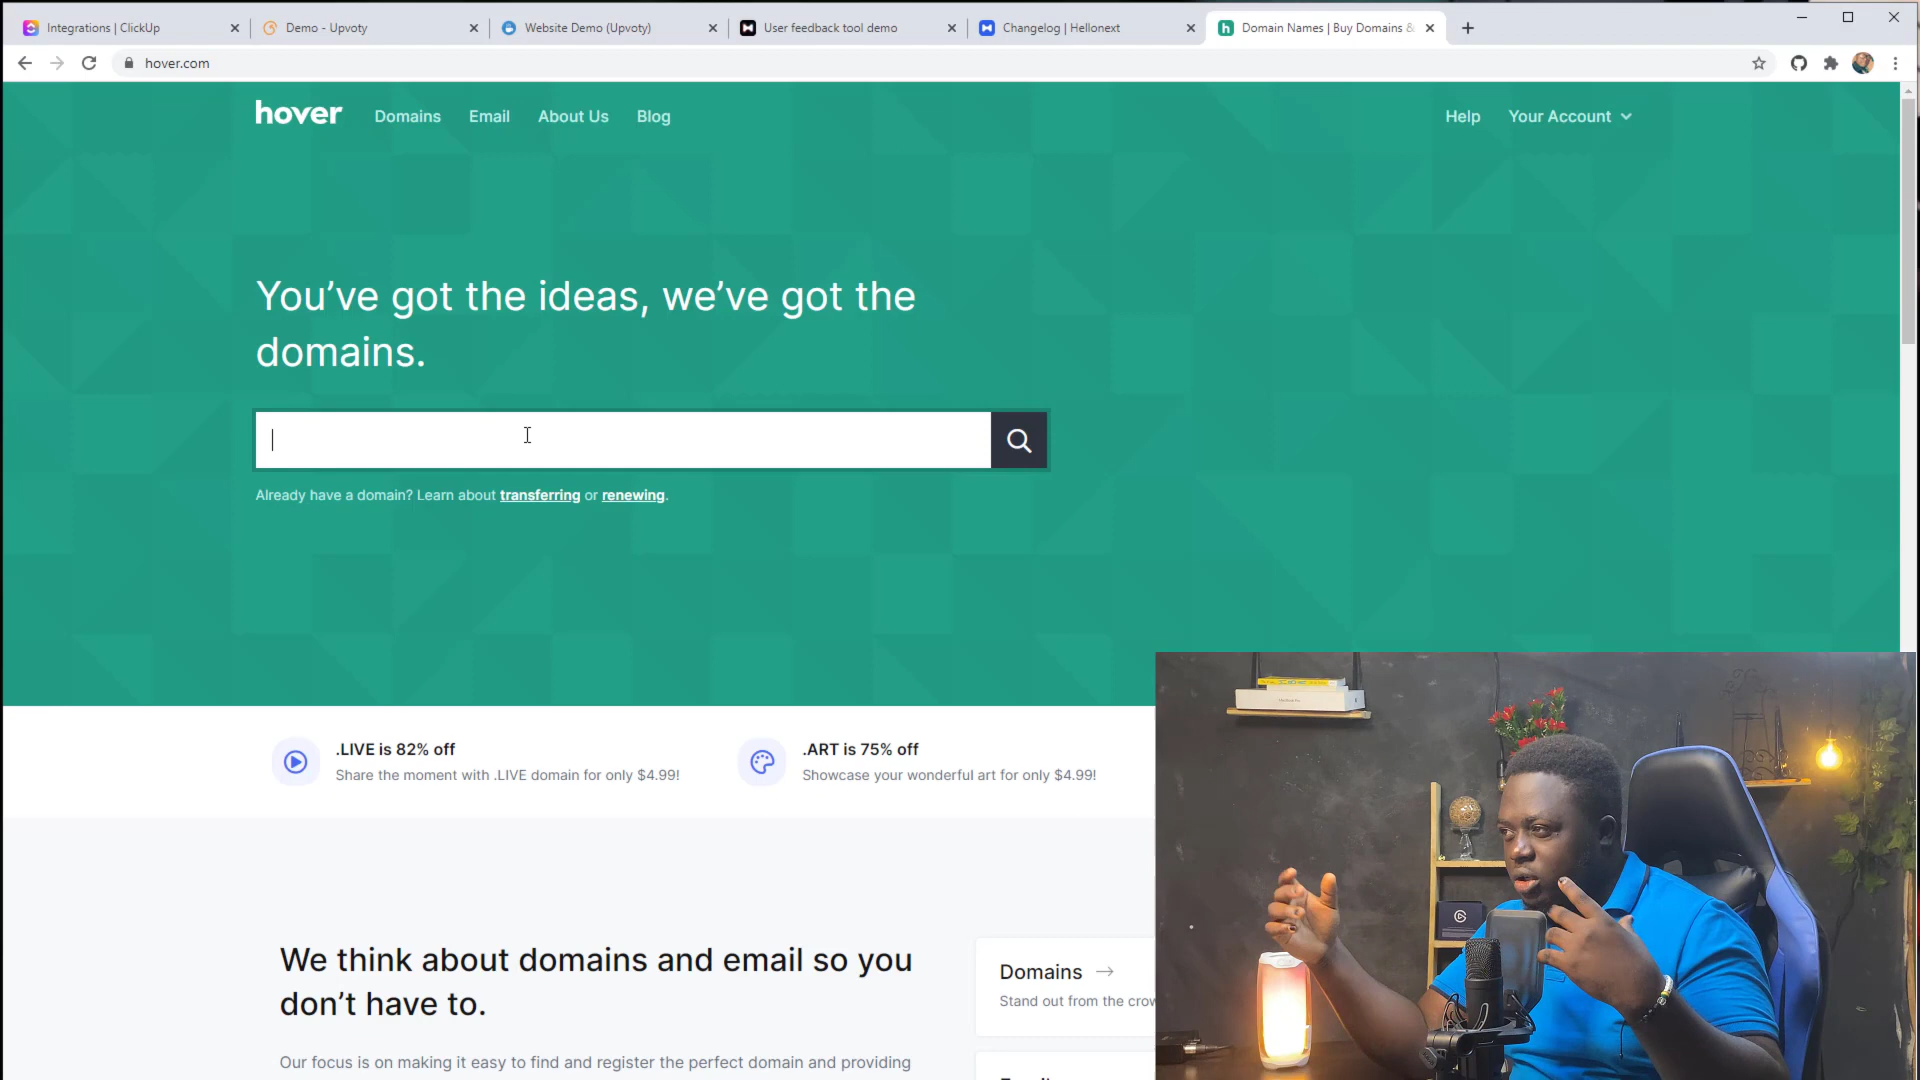 Integrations | ClickUp
Demo - Upvoty
Website Demo (Upvoty)
User feedback tool demo
Changelog | Hellonext
Domain Names | Buy Domains &
hover.com
hover
Domains
Email
About Us
Blog
Help
Your Account
You've got the ideas, we've got the
domains.
Already have a domain? Learn about transferring or renewing.
.LIVE is 82% off
Share the moment with .LIVE domain for only $4.99!
.ART is 75% off
Showcase your wonderful art for only $4.99!
We think about domains and email so you
don't have to.
Our focus is on making it easy to find and register the perfect domain and providing
Domains →
Stand out from the crow